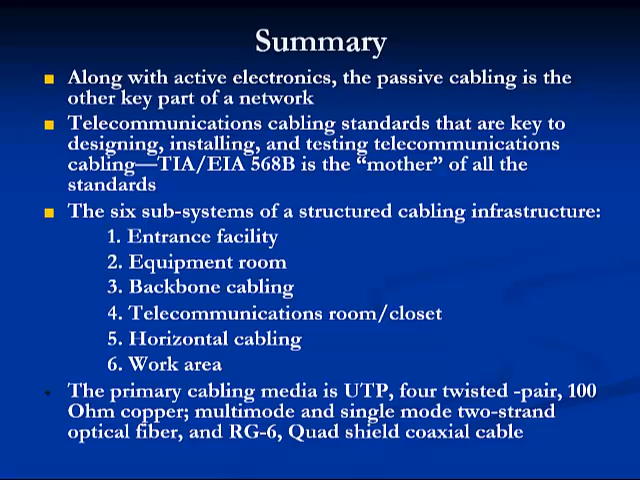 Summary
Along with active electronics, the passive cabling is the
other key part of a network
Telecommunications cabling standards that are key to
designing, installing, and testing telecommunications
cabling—TIA/EIA 568B is the “mother” of all the
standards
The six sub-systems of a structured cabling infrastructure:
1. Entrance facility
2. Equipment room
3. Backbone cabling
4. Telecommunications room/closet
5. Horizontal cabling
6. Work area
The primary cabling media is UTP, four twisted -pair, 100
Ohm copper; multimode and single mode two-strand
optical fiber, and RG-6, Quad shield coaxial cable